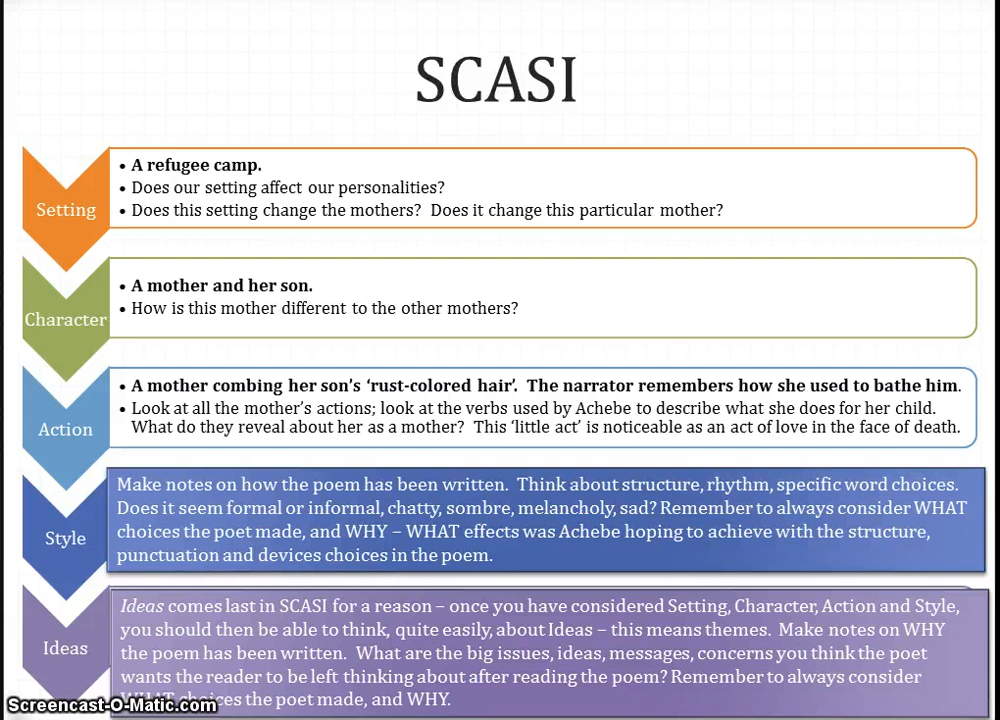 SCASI
Setting
• A refugee camp.
• Does our setting affect our personalities?
• Does this setting change the mothers?  Does it change this particular mother?
Character
• A mother and her son.
• How is this mother different to the other mothers?
Action
• A mother combing her son’s ‘rust-colored hair’.  The narrator remembers how she used to bathe him.
• Look at all the mother’s actions; look at the verbs used by Achebe to describe what she does for her child.
What do they reveal about her as a mother?  This ‘little act’ is noticeable as an act of love in the face of death.
Style
Make notes on how the poem has been written.  Think about structure, rhythm, specific word choices.
Does it seem formal or informal, chatty, sombre, melancholy, sad? Remember to always consider WHAT
choices the poet made, and WHY – WHAT effects was Achebe hoping to achieve with the structure,
punctuation and devices choices in the poem.
Ideas
Ideas comes last in SCASI for a reason – once you have considered Setting, Character, Action and Style,
you should then be able to think, quite easily, about Ideas – this means themes.  Make notes on WHY
the poem has been written.  What are the big issues, ideas, messages, concerns you think the poet
wants the reader to be left thinking about after reading the poem? Remember to always consider
WHAT choices the poet made, and WHY.
Screencast-O-Matic.com